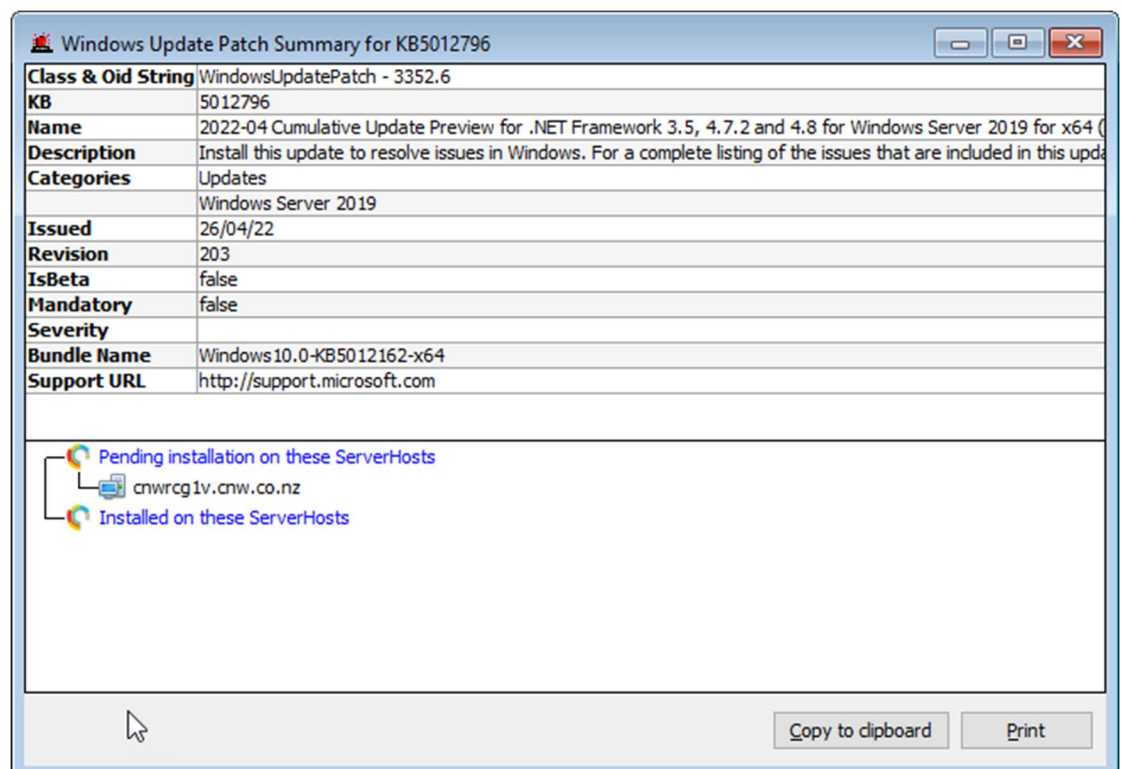 Windows Update Patch Summary for KB5012796
Class & Oid String WindowsUpdatePatch - 3352.6
KB 5012796
Name 2022-04 Cumulative Update Preview for .NET Framework 3.5, 4.7.2 and 4.8 for Windows Server 2019 for x64 (
Description Install this update to resolve issues in Windows. For a complete listing of the issues that are included in this upda
Categories Updates
Windows Server 2019
Issued 26/04/22
Revision 203
IsBeta false
Mandatory false
Severity
Bundle Name Windows10.0-KB5012162-x64
Support URL http://support.microsoft.com
Pending installation on these ServerHosts
cnwrcg1v.cnw.co.nz
Installed on these ServerHosts
Copy to clipboard Print